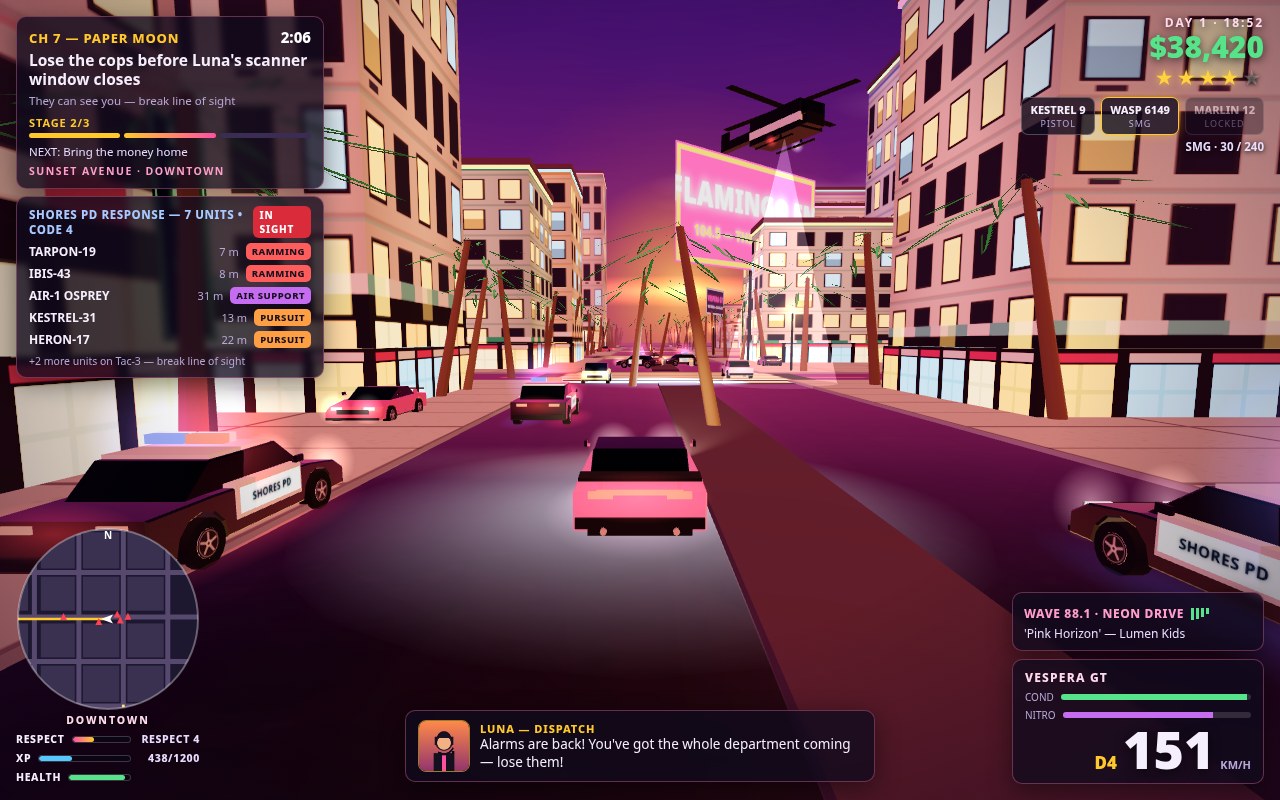 CH 7 — PAPER MOON 2:06
Lose the cops before Luna's scanner
window closes
They can see you — break line of sight
STAGE 2/3
NEXT: Bring the money home
SUNSET AVENUE · DOWNTOWN
SHORES PD RESPONSE — 7 UNITS •
CODE 4
IN
SIGHT
TARPON-19 7 m RAMMING
IBIS-43 8 m RAMMING
AIR-1 OSPREY 31 m AIR SUPPORT
KESTREL-31 13 m PURSUIT
HERON-17 22 m PURSUIT
+2 more units on Tac-3 — break line of sight
DAY 1 · 18:52
$38,420
KESTREL 9
PISTOL
WASP 6149
SMG
MARLIN 12
LOCKED
SMG · 30 / 240
SHORES PD
SHORES PD
N
DOWNTOWN
RESPECT RESPECT 4
XP 438/1200
HEALTH
LUNA — DISPATCH
Alarms are back! You've got the whole department coming
— lose them!
WAVE 88.1 · NEON DRIVE
'Pink Horizon' — Lumen Kids
VESPERA GT
COND
NITRO
D4 151 KM/H